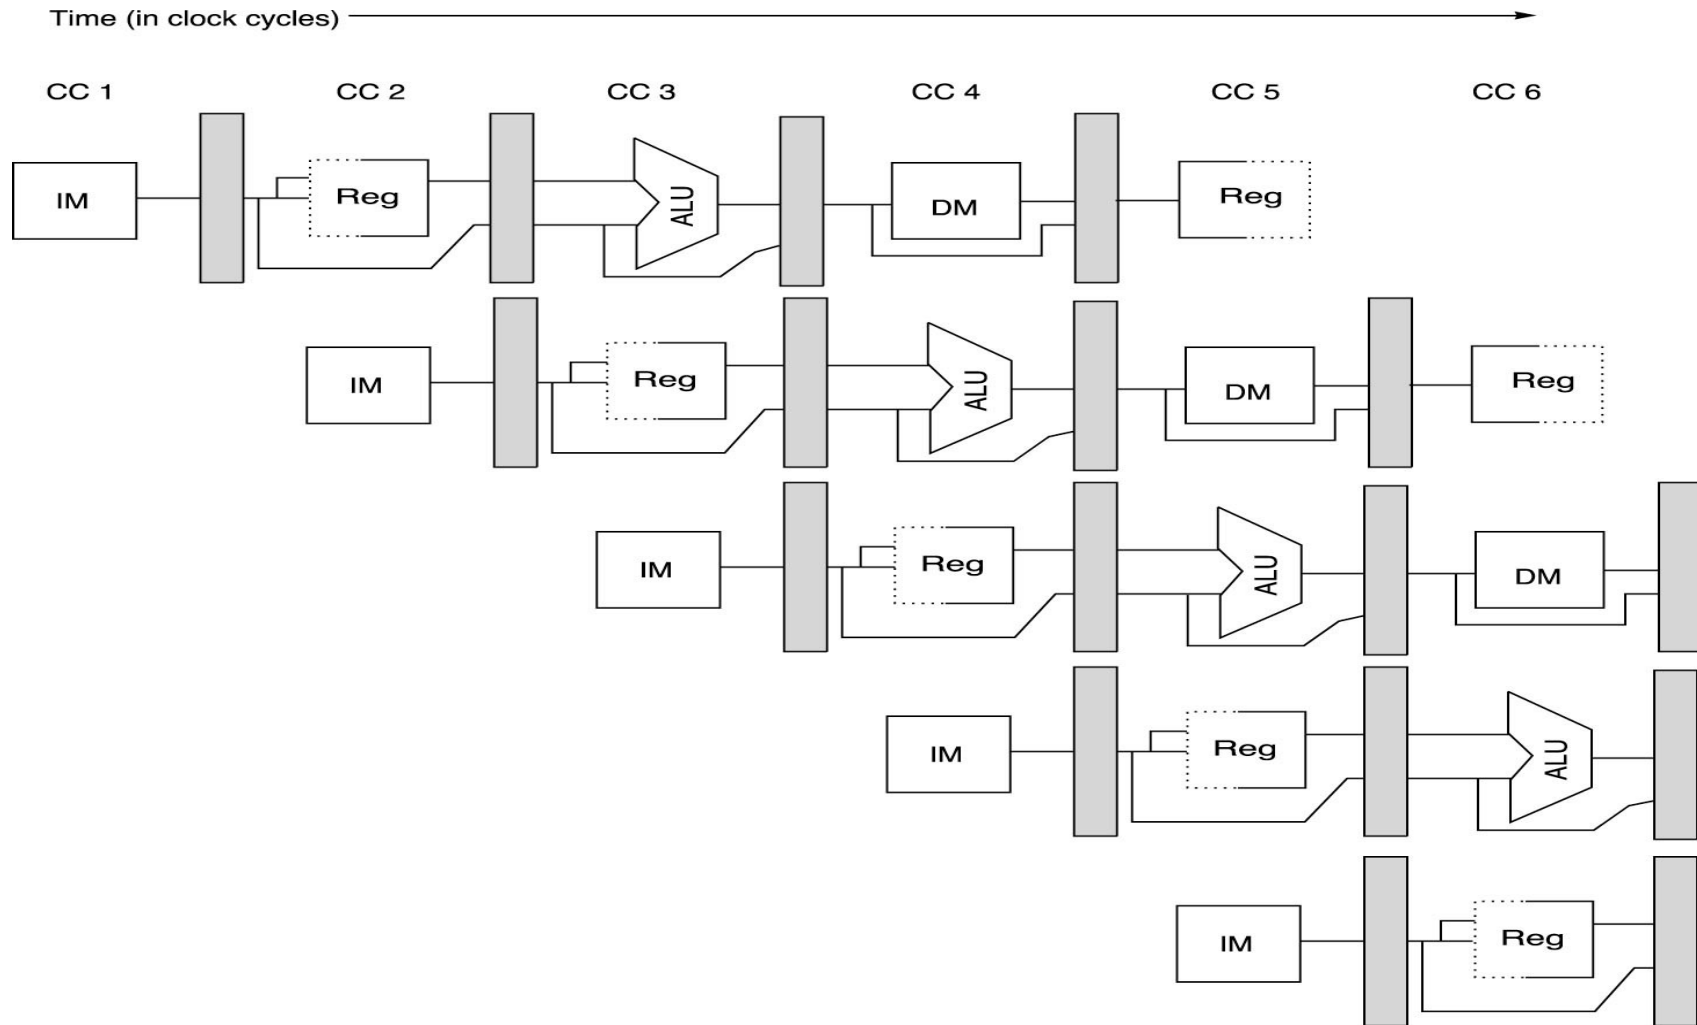 Time (in clock cycles)
CC 1 CC 2 CC 3 CC 4 CC 5 CC 6
IM Reg ALU DM Reg
IM Reg ALU DM Reg
IM Reg ALU DM
IM Reg ALU
IM Reg